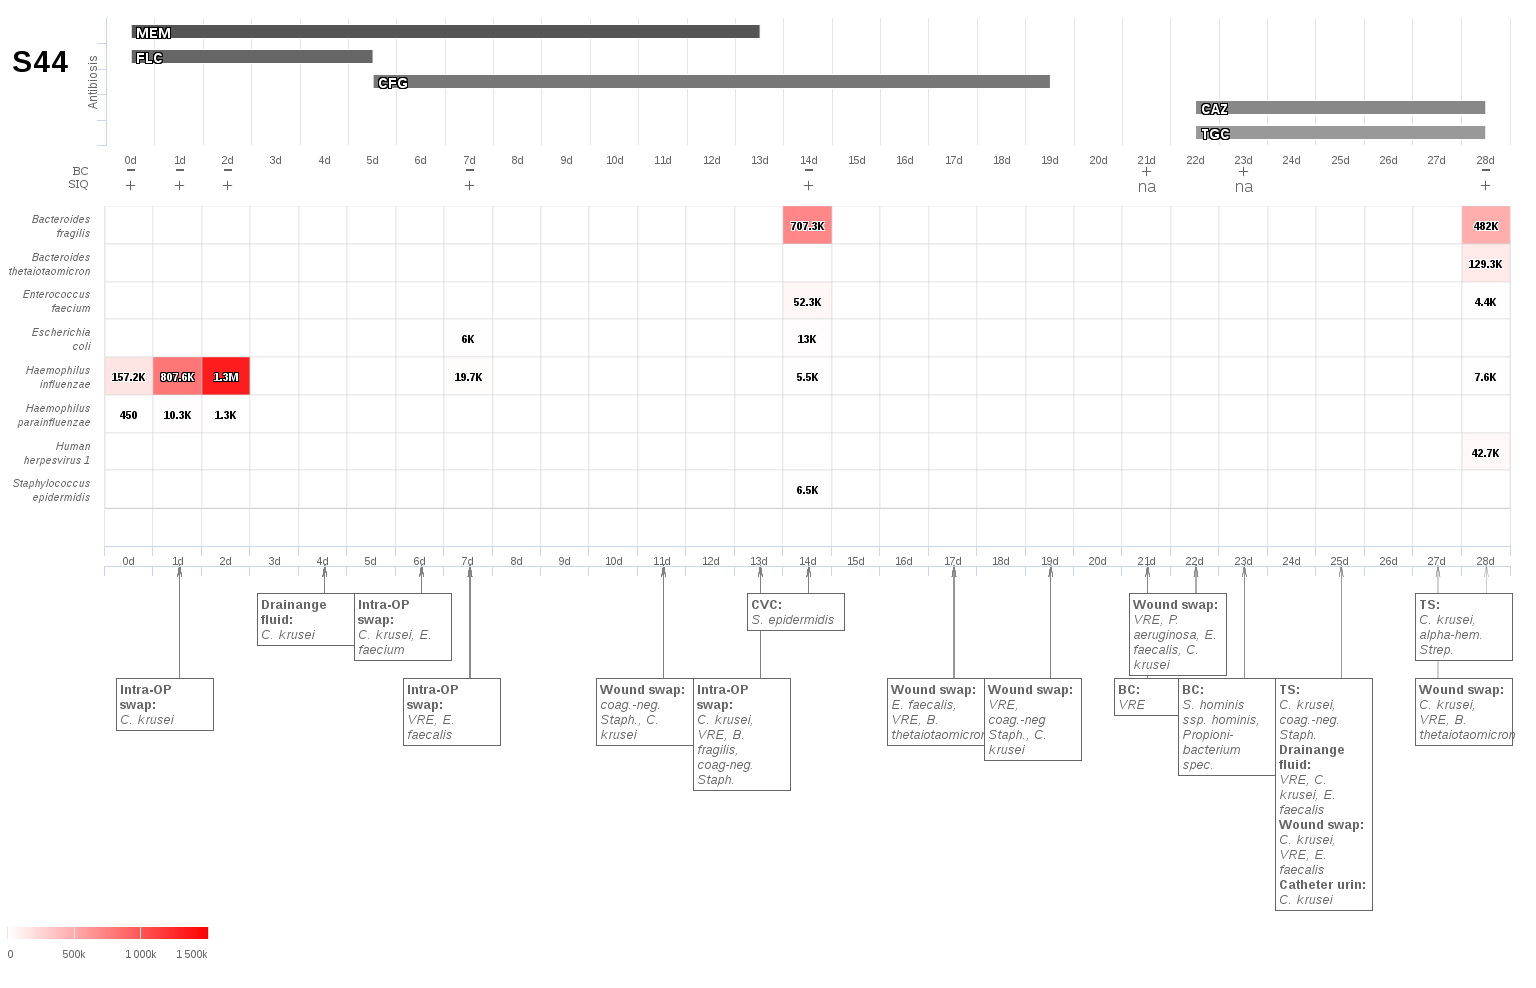 S44
Antibiosis
MEM
FLC
CFG
CAZ
TGC
0d 1d 2d 3d 4d 5d 6d 7d 8d 9d 10d 11d 12d 13d 14d 15d 16d 17d 18d 19d 20d 21d 22d 23d 24d 25d 26d 27d 28d
BC − − − − − + + −
SIQ + + + + + na na +
Bacteroides
fragilis
707.3K 482K
Bacteroides
thetaiotaomicron
129.3K
Enterococcus
faecium
52.3K 4.4K
Escherichia
coli
6K 13K
Haemophilus
influenzae
157.2K 807.6K 1.3M 19.7K 5.5K 7.6K
Haemophilus
parainfluenzae
450 10.3K 1.3K
Human
herpesvirus 1
42.7K
Staphylococcus
epidermidis
6.5K
0d 1d 2d 3d 4d 5d 6d 7d 8d 9d 10d 11d 12d 13d 14d 15d 16d 17d 18d 19d 20d 21d 22d 23d 24d 25d 26d 27d 28d
Drainange
fluid:
C. krusei
Intra-OP
swap:
C. krusei, E.
faecium
CVC:
S. epidermidis
Wound swap:
VRE, P.
aeruginosa, E.
faecalis, C.
krusei
TS:
C. krusei,
alpha-hem.
Strep.
Intra-OP
swap:
C. krusei
Intra-OP
swap:
VRE, E.
faecalis
Wound swap:
coag.-neg.
Staph., C.
krusei
Intra-OP
swap:
C. krusei,
VRE, B.
fragilis,
coag-neg.
Staph.
Wound swap:
E. faecalis,
VRE, B.
thetaiotaomicron
Wound swap:
VRE,
coag.-neg
Staph., C.
krusei
BC:
VRE
BC:
S. hominis
ssp. hominis,
Propioni-
bacterium
spec.
TS:
C. krusei,
coag.-neg.
Staph.
Drainange
fluid:
VRE, C.
krusei, E.
faecalis
Wound swap:
C. krusei,
VRE, E.
faecalis
Catheter urin:
C. krusei
Wound swap:
C. krusei,
VRE, B.
thetaiotaomicron
0 500k 1 000k 1 500k